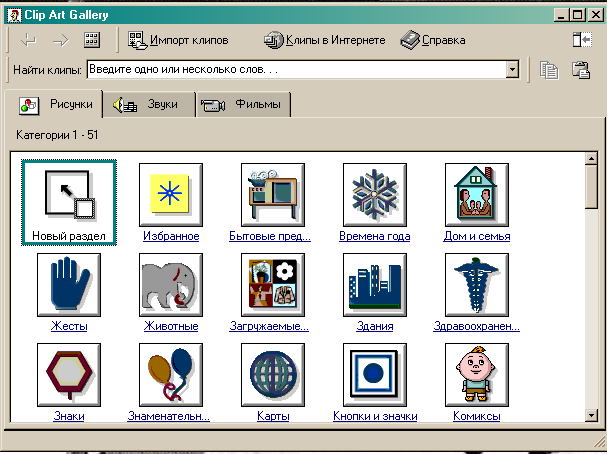 Clip Art Gallery
Импорт клипов Клипы в Интернете Справка
Найти клипы: Введите одно или несколько слов. . .
Рисунки Звуки Фильмы
Категории 1 - 51
Новый раздел Избранное Бытовые пред... Времена года Дом и семья
Жесты Животные Загружаемые... Здания Здравоохранен...
Знаки Знаменательн... Карты Кнопки и значки Комиксы